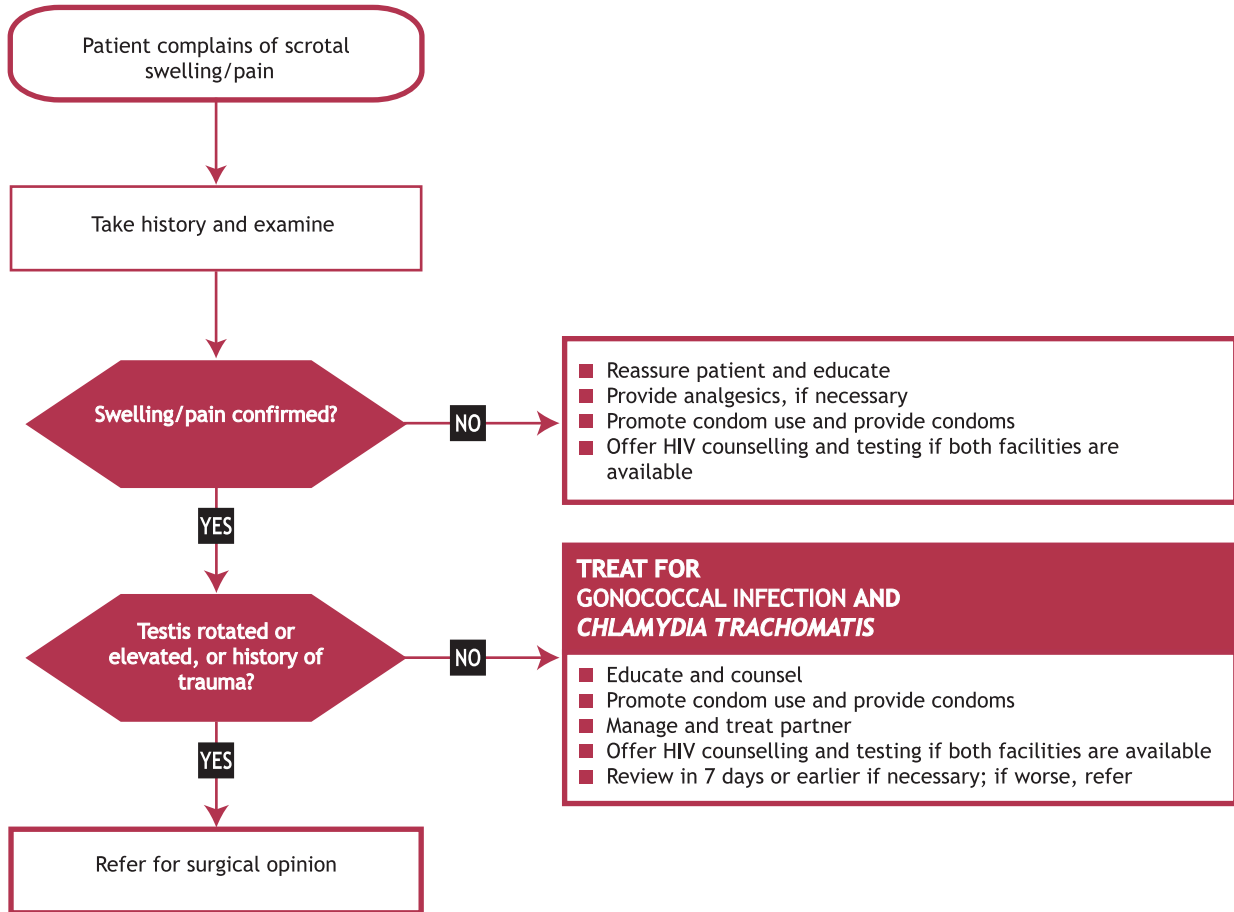 Patient complains of scrotal
swelling/pain
Take history and examine
Swelling/pain confirmed?
NO
■ Reassure patient and educate
■ Provide analgesics, if necessary
■ Promote condom use and provide condoms
■ Offer HIV counselling and testing if both facilities are
available
YES
Testis rotated or
elevated, or history of
trauma?
NO
TREAT FOR
GONOCOCCAL INFECTION AND
CHLAMYDIA TRACHOMATIS
■ Educate and counsel
■ Promote condom use and provide condoms
■ Manage and treat partner
■ Offer HIV counselling and testing if both facilities are available
■ Review in 7 days or earlier if necessary; if worse, refer
YES
Refer for surgical opinion